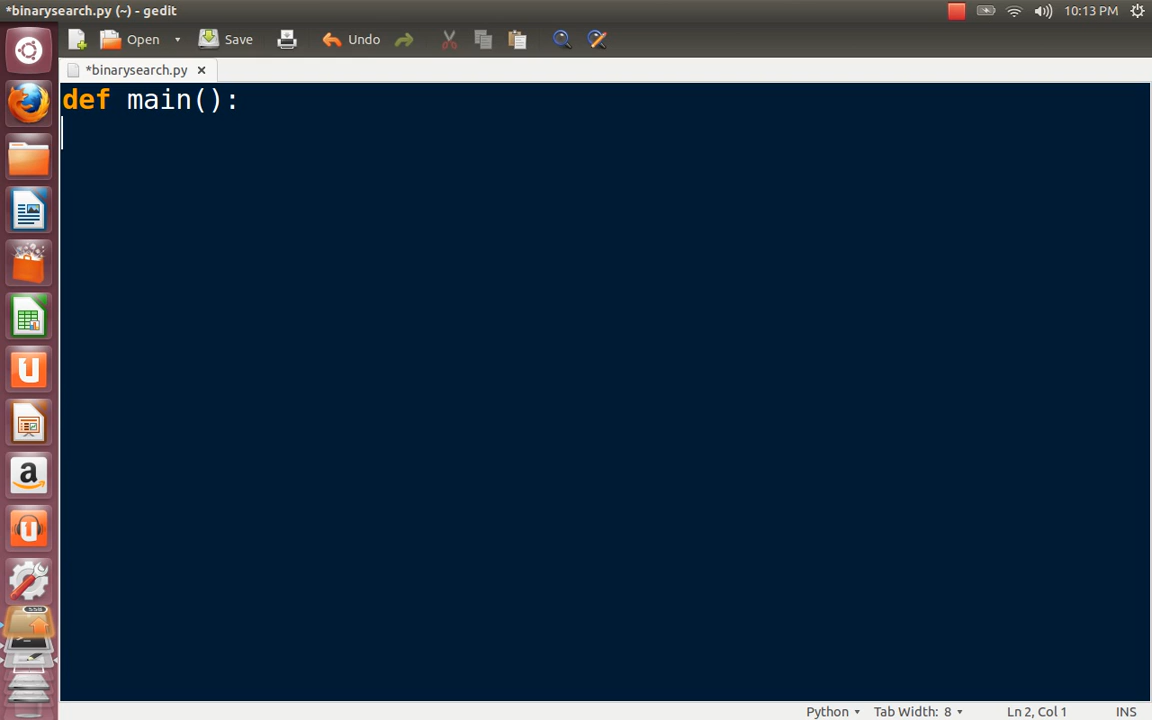 *binarysearch.py (~) - gedit
10:13 PM
Open
Save
Undo
*binarysearch.py
def main():
Python
Tab Width: 8
Ln 2, Col 1
INS